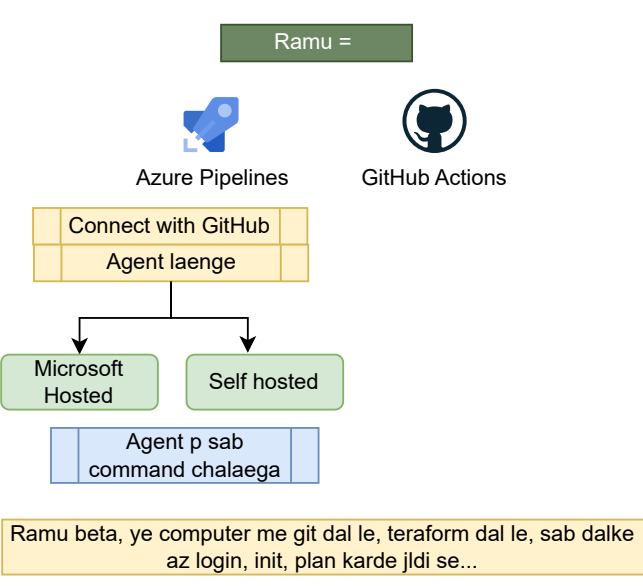 Ramu =
Azure Pipelines
GitHub Actions
Connect with GitHub
Agent laenge
Microsoft
Hosted
Self hosted
Agent p sab
command chalaega
Ramu beta, ye computer me git dal le, teraform dal le, sab dalke
az login, init, plan karde jldi se...